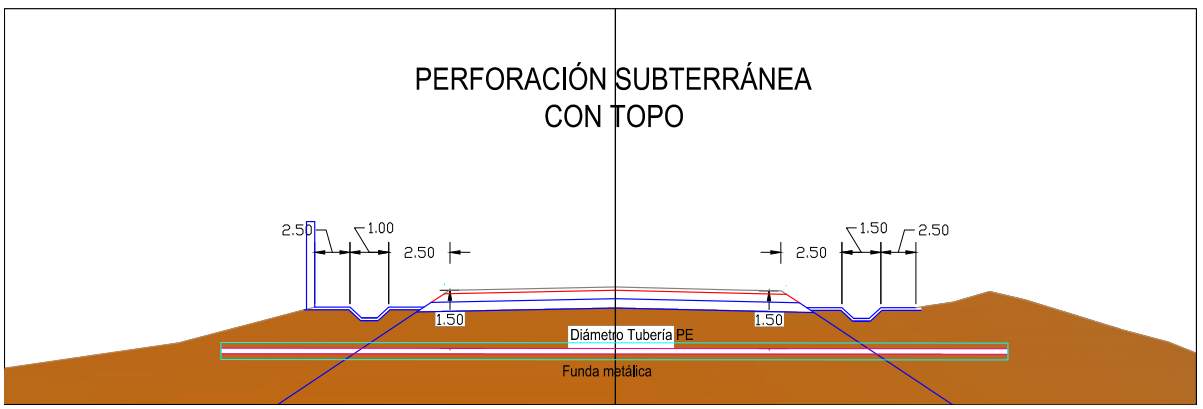 PERFORACIÓN SUBTERRÁNEA
CON TOPO
2.50
1.00
2.50
2.50
1.50
2.50
1.50
1.50
Diámetro Tubería PE
Funda metálica